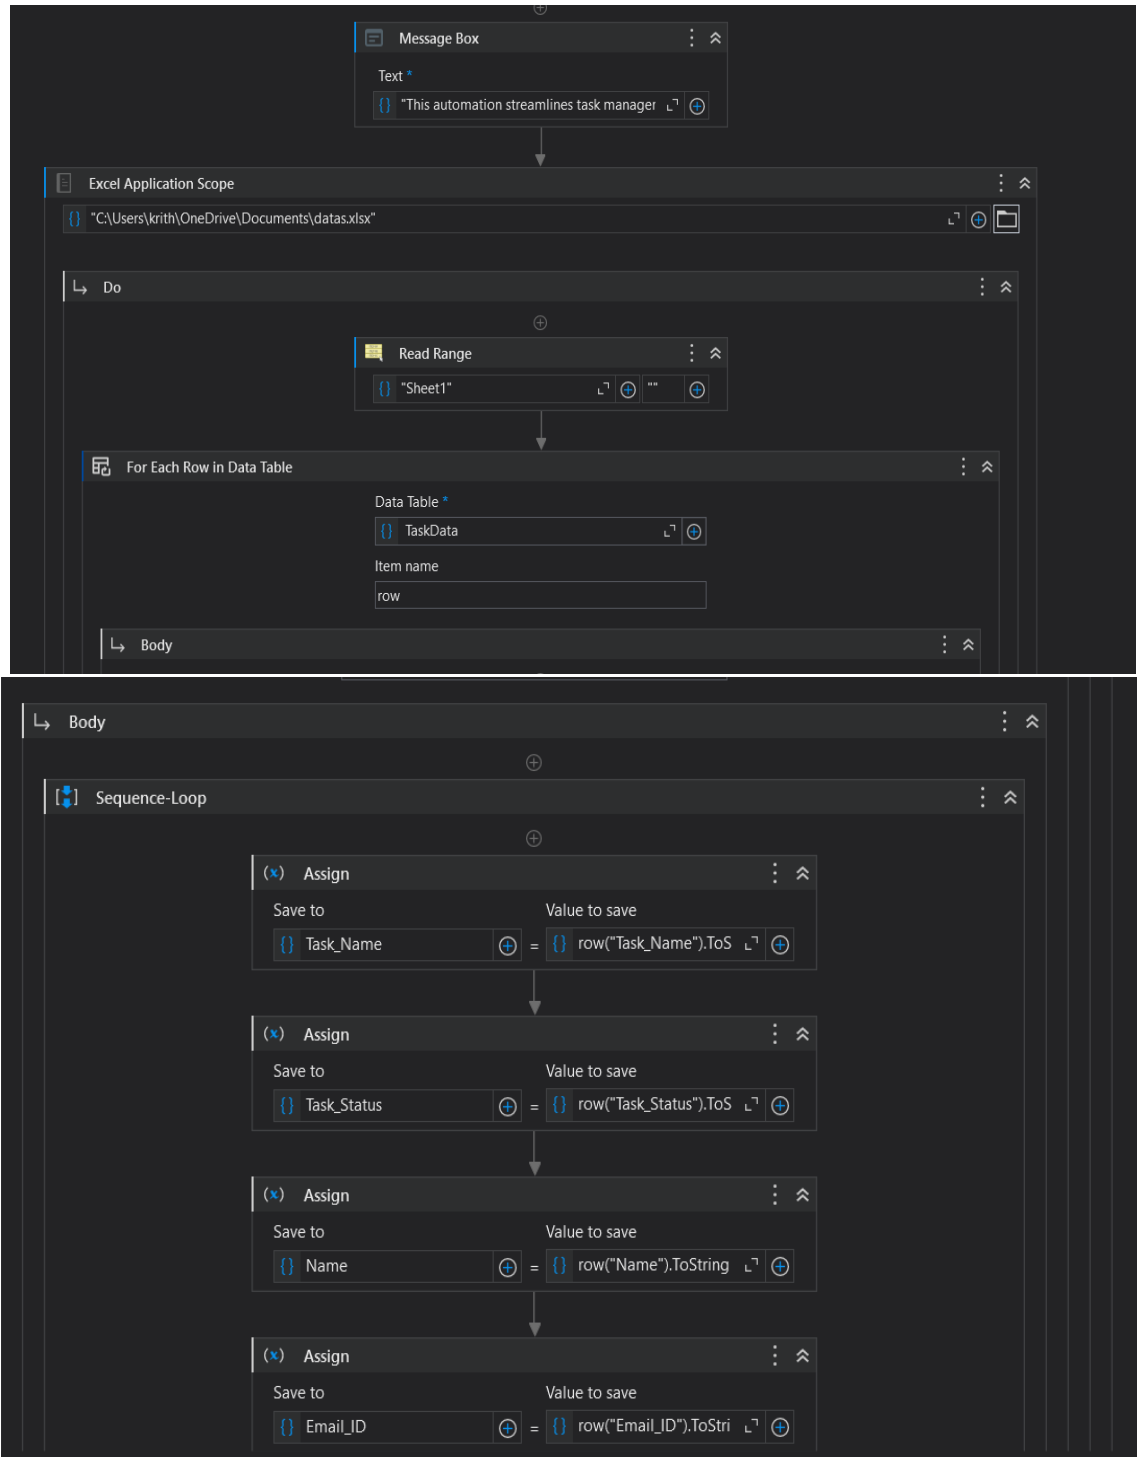 Message Box
Text *
"This automation streamlines task manager
Excel Application Scope
"C:\Users\krith\OneDrive\Documents\datas.xlsx"
Do
Read Range
"Sheet1" ""
For Each Row in Data Table
Data Table *
TaskData
Item name
row
Body
Body
Sequence-Loop
Assign
Save to Value to save
Task_Name = row("Task_Name").ToS
Assign
Save to Value to save
Task_Status = row("Task_Status").ToS
Assign
Save to Value to save
Name = row("Name").ToString
Assign
Save to Value to save
Email_ID = row("Email_ID").ToStri